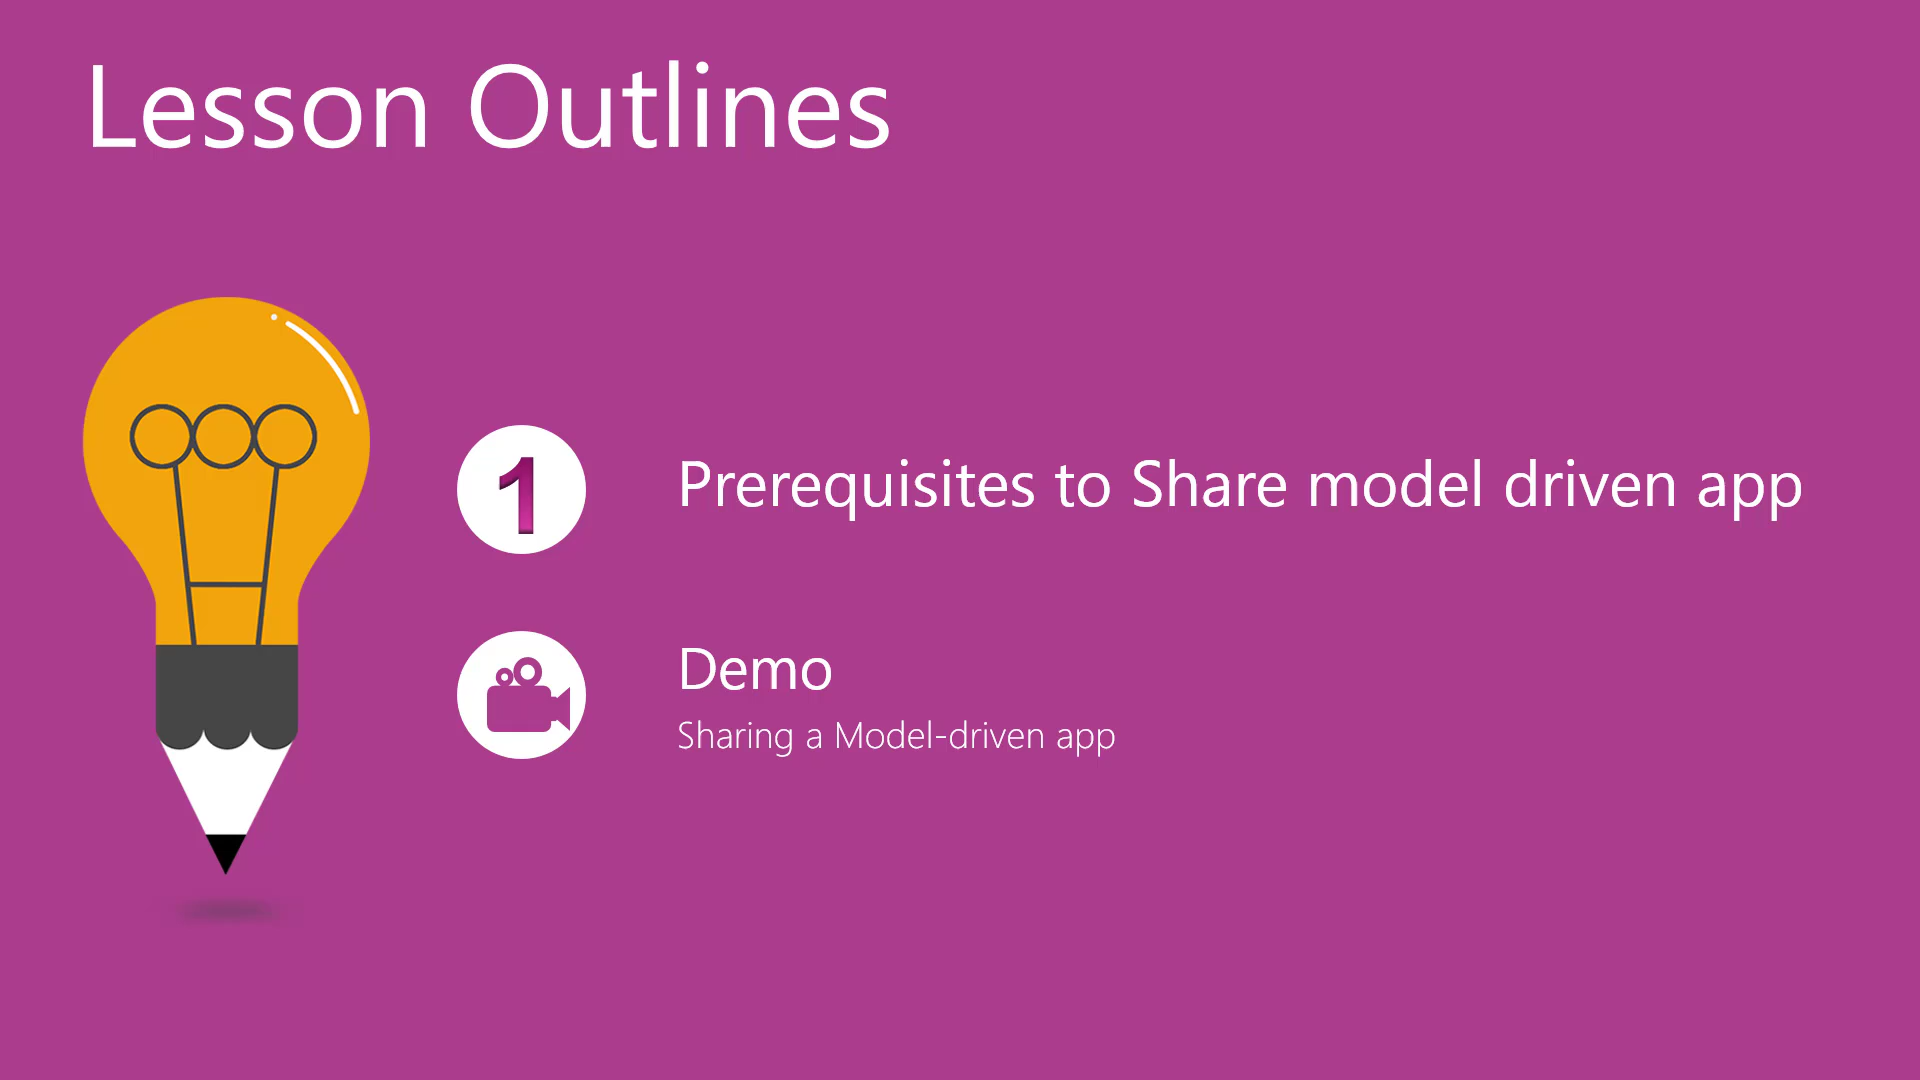 Lesson Outlines
1
Prerequisites to Share model driven app
Demo
Sharing a Model-driven app